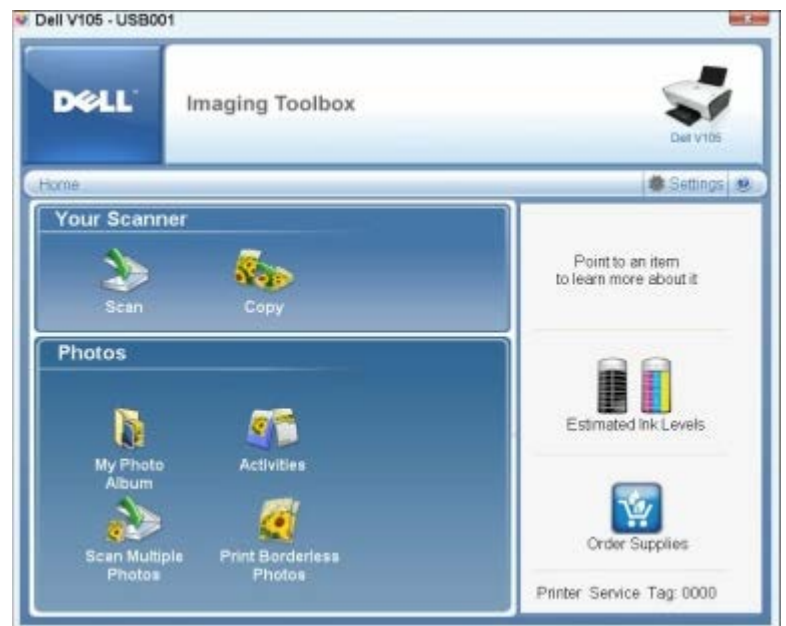 Dell V105 - USB001
DELL
Imaging Toolbox
Dell V105
Home
Settings
Your Scanner
Scan
Copy
Point to an item
to learn more about it
Photos
My Photo
Album
Activities
Scan Multiple
Photos
Print Borderless
Photos
Estimated Ink Levels
Order Supplies
Printer Service Tag: 0000